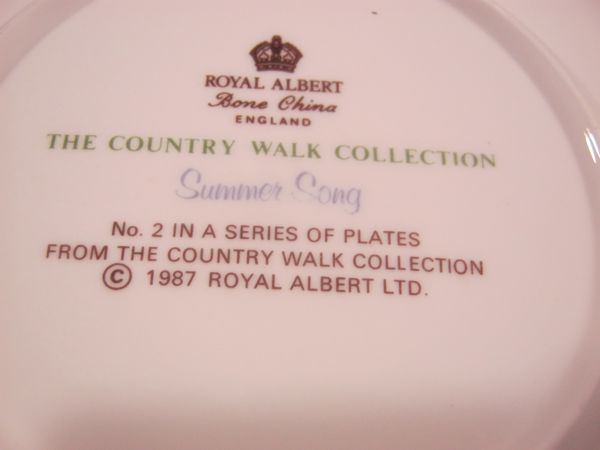 ROYAL ALBERT
Bone China
ENGLAND
THE COUNTRY WALK COLLECTION
Summer Song
No. 2 IN A SERIES OF PLATES
FROM THE COUNTRY WALK COLLECTION
© 1987 ROYAL ALBERT LTD.